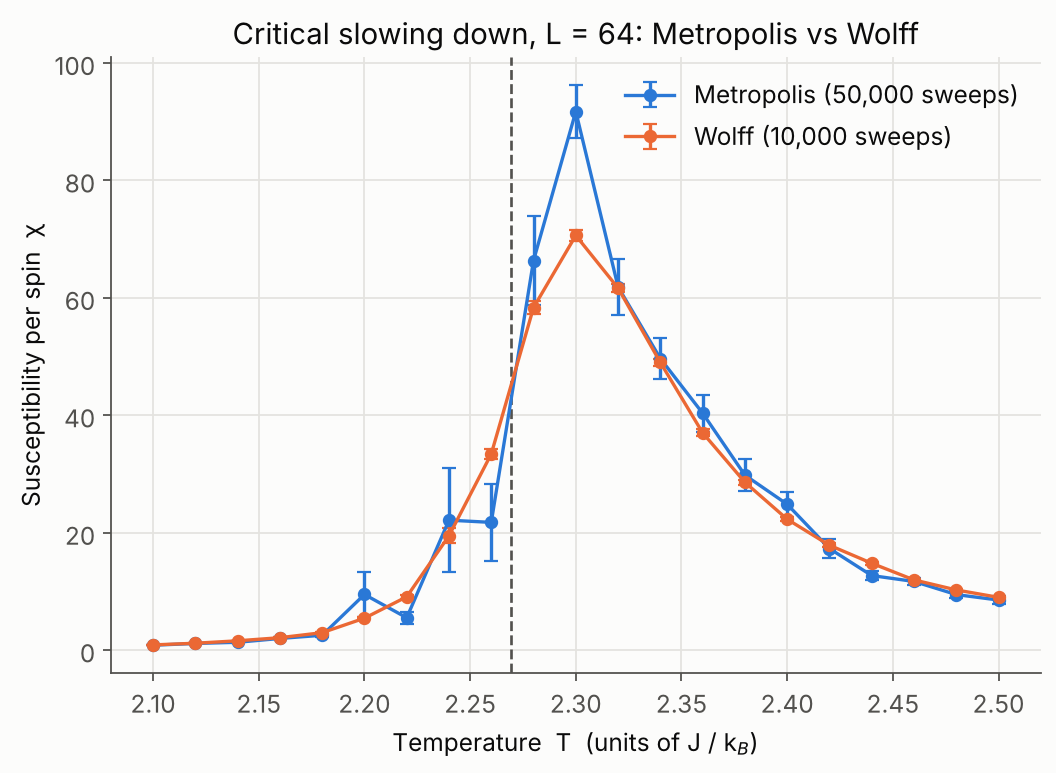 Critical slowing down, L = 64: Metropolis vs Wolff
Metropolis (50,000 sweeps)
Wolff (10,000 sweeps)
Susceptibility per spin χ
100
80
60
40
20
0
2.10 2.15 2.20 2.25 2.30 2.35 2.40 2.45 2.50
Temperature T (units of J / k_B)